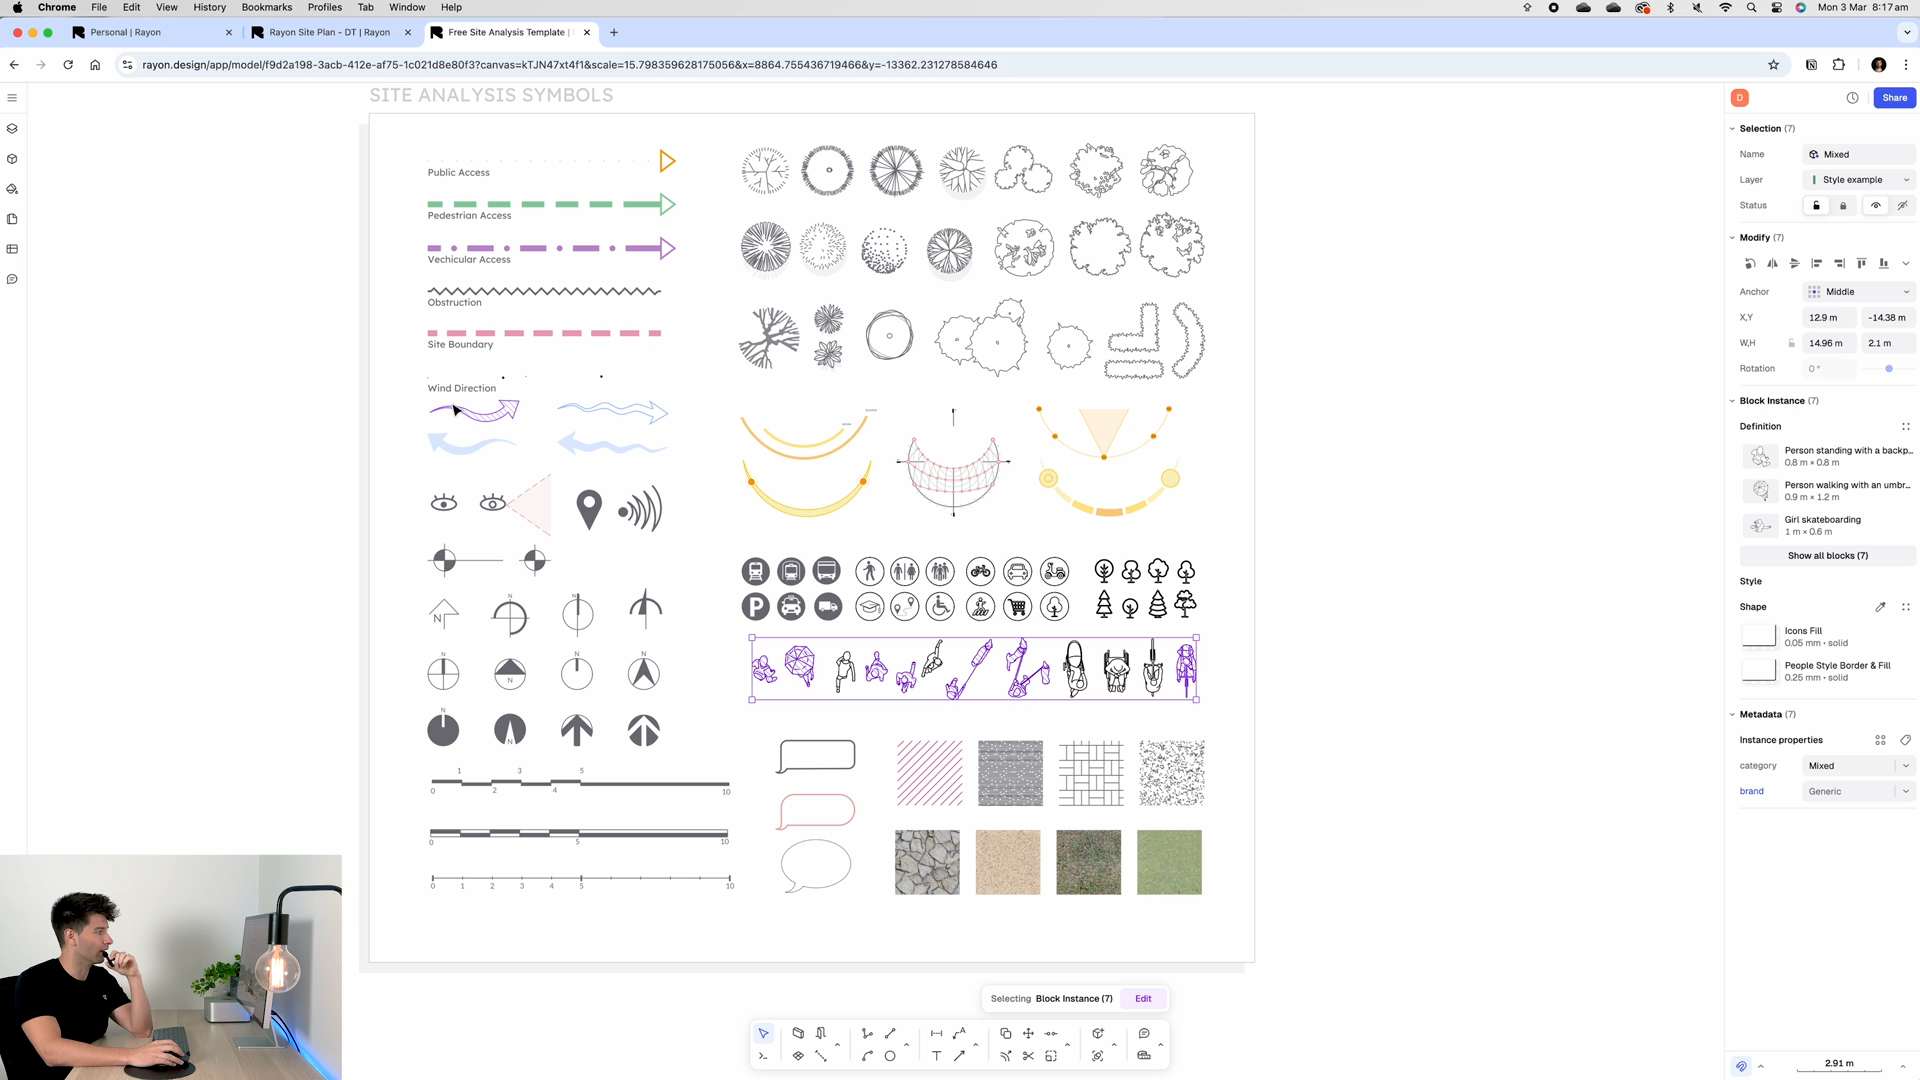 Chrome File Edit View History Bookmarks Profiles Tab Window Help Mon 3 Mar 8:17 am
Personal | Rayon
Rayon Site Plan - DT | Rayon
Free Site Analysis Template |
rayon.design/app/model/f9d2a198-3acb-412e-af75-1c021d8e80f3?canvas=kTJN47xt4f1&scale=15.798359628175056&x=8864.755436719466&y=-13362.231278584646
SITE ANALYSIS SYMBOLS
Public Access
Pedestrian Access
Vechicular Access
Obstruction
Site Boundary
Wind Direction
N
N
N
N
N
N
N
N
N
N
P
1 3 5
0 2 4 10
0 5 10
0 1 2 3 4 5 10
Selecting Block Instance (7) Edit
D
Share
Selection (7)
Name Mixed
Layer Style example
Status
Modify (7)
Anchor Middle
X,Y 12.9 m -14.38 m
W,H 14.96 m 2.1 m
Rotation 0 °
Block Instance (7)
Definition
Person standing with a backp...
0.8 m × 0.8 m
Person walking with an umbr...
0.9 m × 1.2 m
Girl skateboarding
1 m × 0.6 m
Show all blocks (7)
Style
Shape
Icons Fill
0.05 mm • solid
People Style Border & Fill
0.25 mm • solid
Metadata (7)
Instance properties
category Mixed
brand Generic
2.91 m